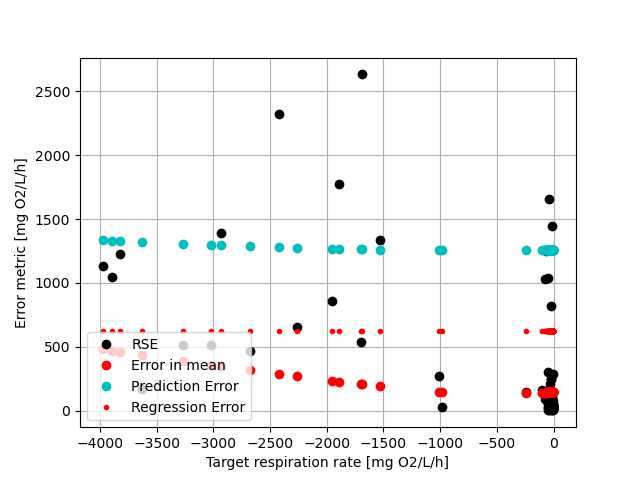 2500
2000
1500
1000
500
0
Error metric [mg O2/L/h]
RSE
Error in mean
Prediction Error
Regression Error
−4000 −3500 −3000 −2500 −2000 −1500 −1000 −500 0
Target respiration rate [mg O2/L/h]